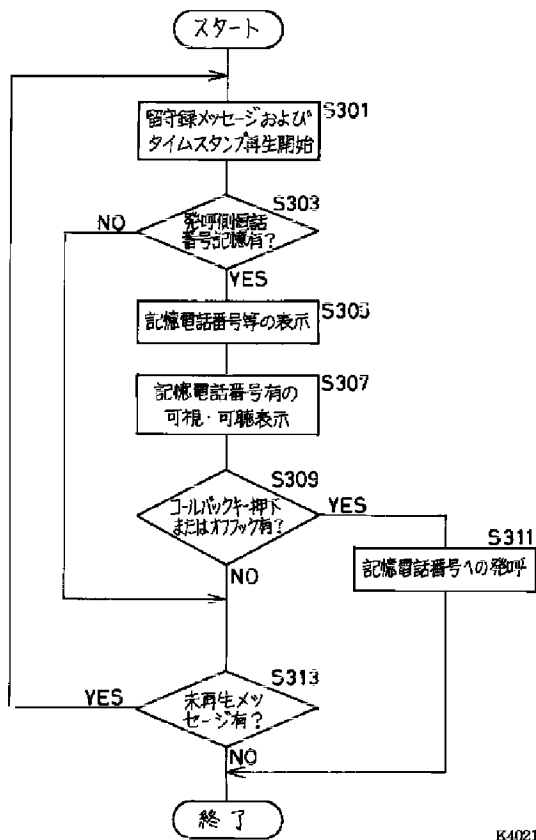 スタート
留守録メッセージおよび
タイムスタンプ再生開始
S301
発呼側電話
番号記憶有?
S303
NO
YES
記憶電話番号等の表示
S305
記憶電話番号有の
可視・可聴表示
S307
コールバックキー押下
またはオフフック有?
S309
YES
NO
記憶電話番号への発呼
S311
未再生メッ
セージ有?
S313
YES
NO
終了
K4021